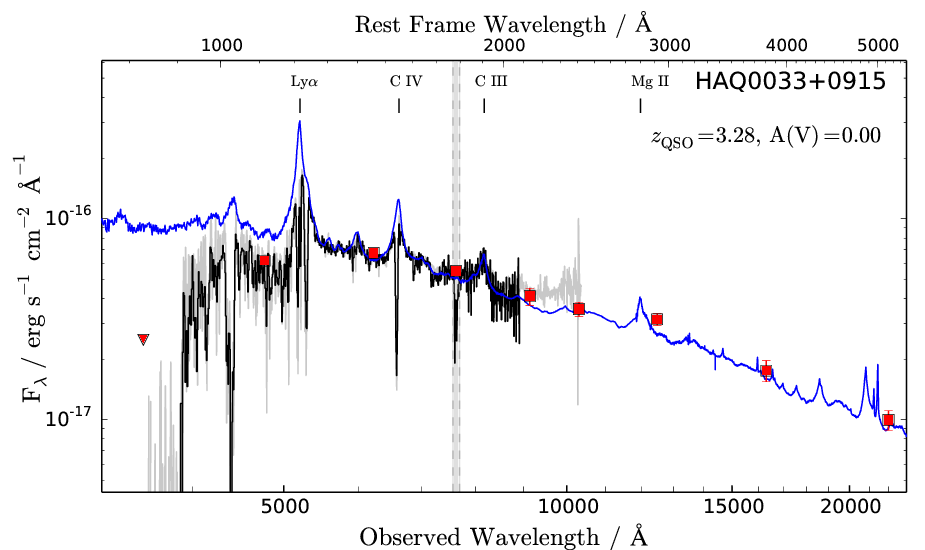 Rest Frame Wavelength / Å
1000 2000 3000 4000 5000
Lyα C IV C III Mg II HAQ0033+0915
z_QSO=3.28, A(V)=0.00
F_λ / erg s^−1 cm^−2 Å^−1
10^-16
10^-17
5000 10000 15000 20000
Observed Wavelength / Å